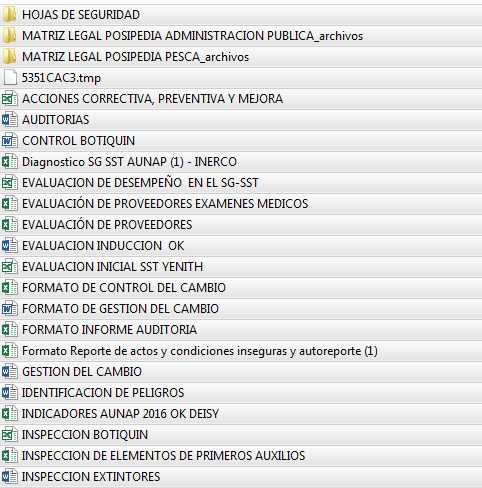 HOJAS DE SEGURIDAD
MATRIZ LEGAL POSIPEDIA ADMINISTRACION PUBLICA_archivos
MATRIZ LEGAL POSIPEDIA PESCA_archivos
5351CAC3.tmp
ACCIONES CORRECTIVA, PREVENTIVA Y MEJORA
AUDITORIAS
CONTROL BOTIQUIN
Diagnostico SG SST AUNAP (1) - INERCO
EVALUACION DE DESEMPEÑO  EN EL SG-SST
EVALUACIÓN DE PROVEEDORES EXAMENES MEDICOS
EVALUACIÓN DE PROVEEDORES
EVALUACION INDUCCION  OK
EVALUACION INICIAL SST YENITH
FORMATO DE CONTROL DEL CAMBIO
FORMATO DE GESTION DEL CAMBIO
FORMATO INFORME AUDITORIA
Formato Reporte de actos y condiciones inseguras y autoreporte (1)
GESTION DEL CAMBIO
IDENTIFICACION DE PELIGROS
INDICADORES AUNAP 2016 OK DEISY
INSPECCION BOTIQUIN
INSPECCION DE ELEMENTOS DE PRIMEROS AUXILIOS
INSPECCION EXTINTORES